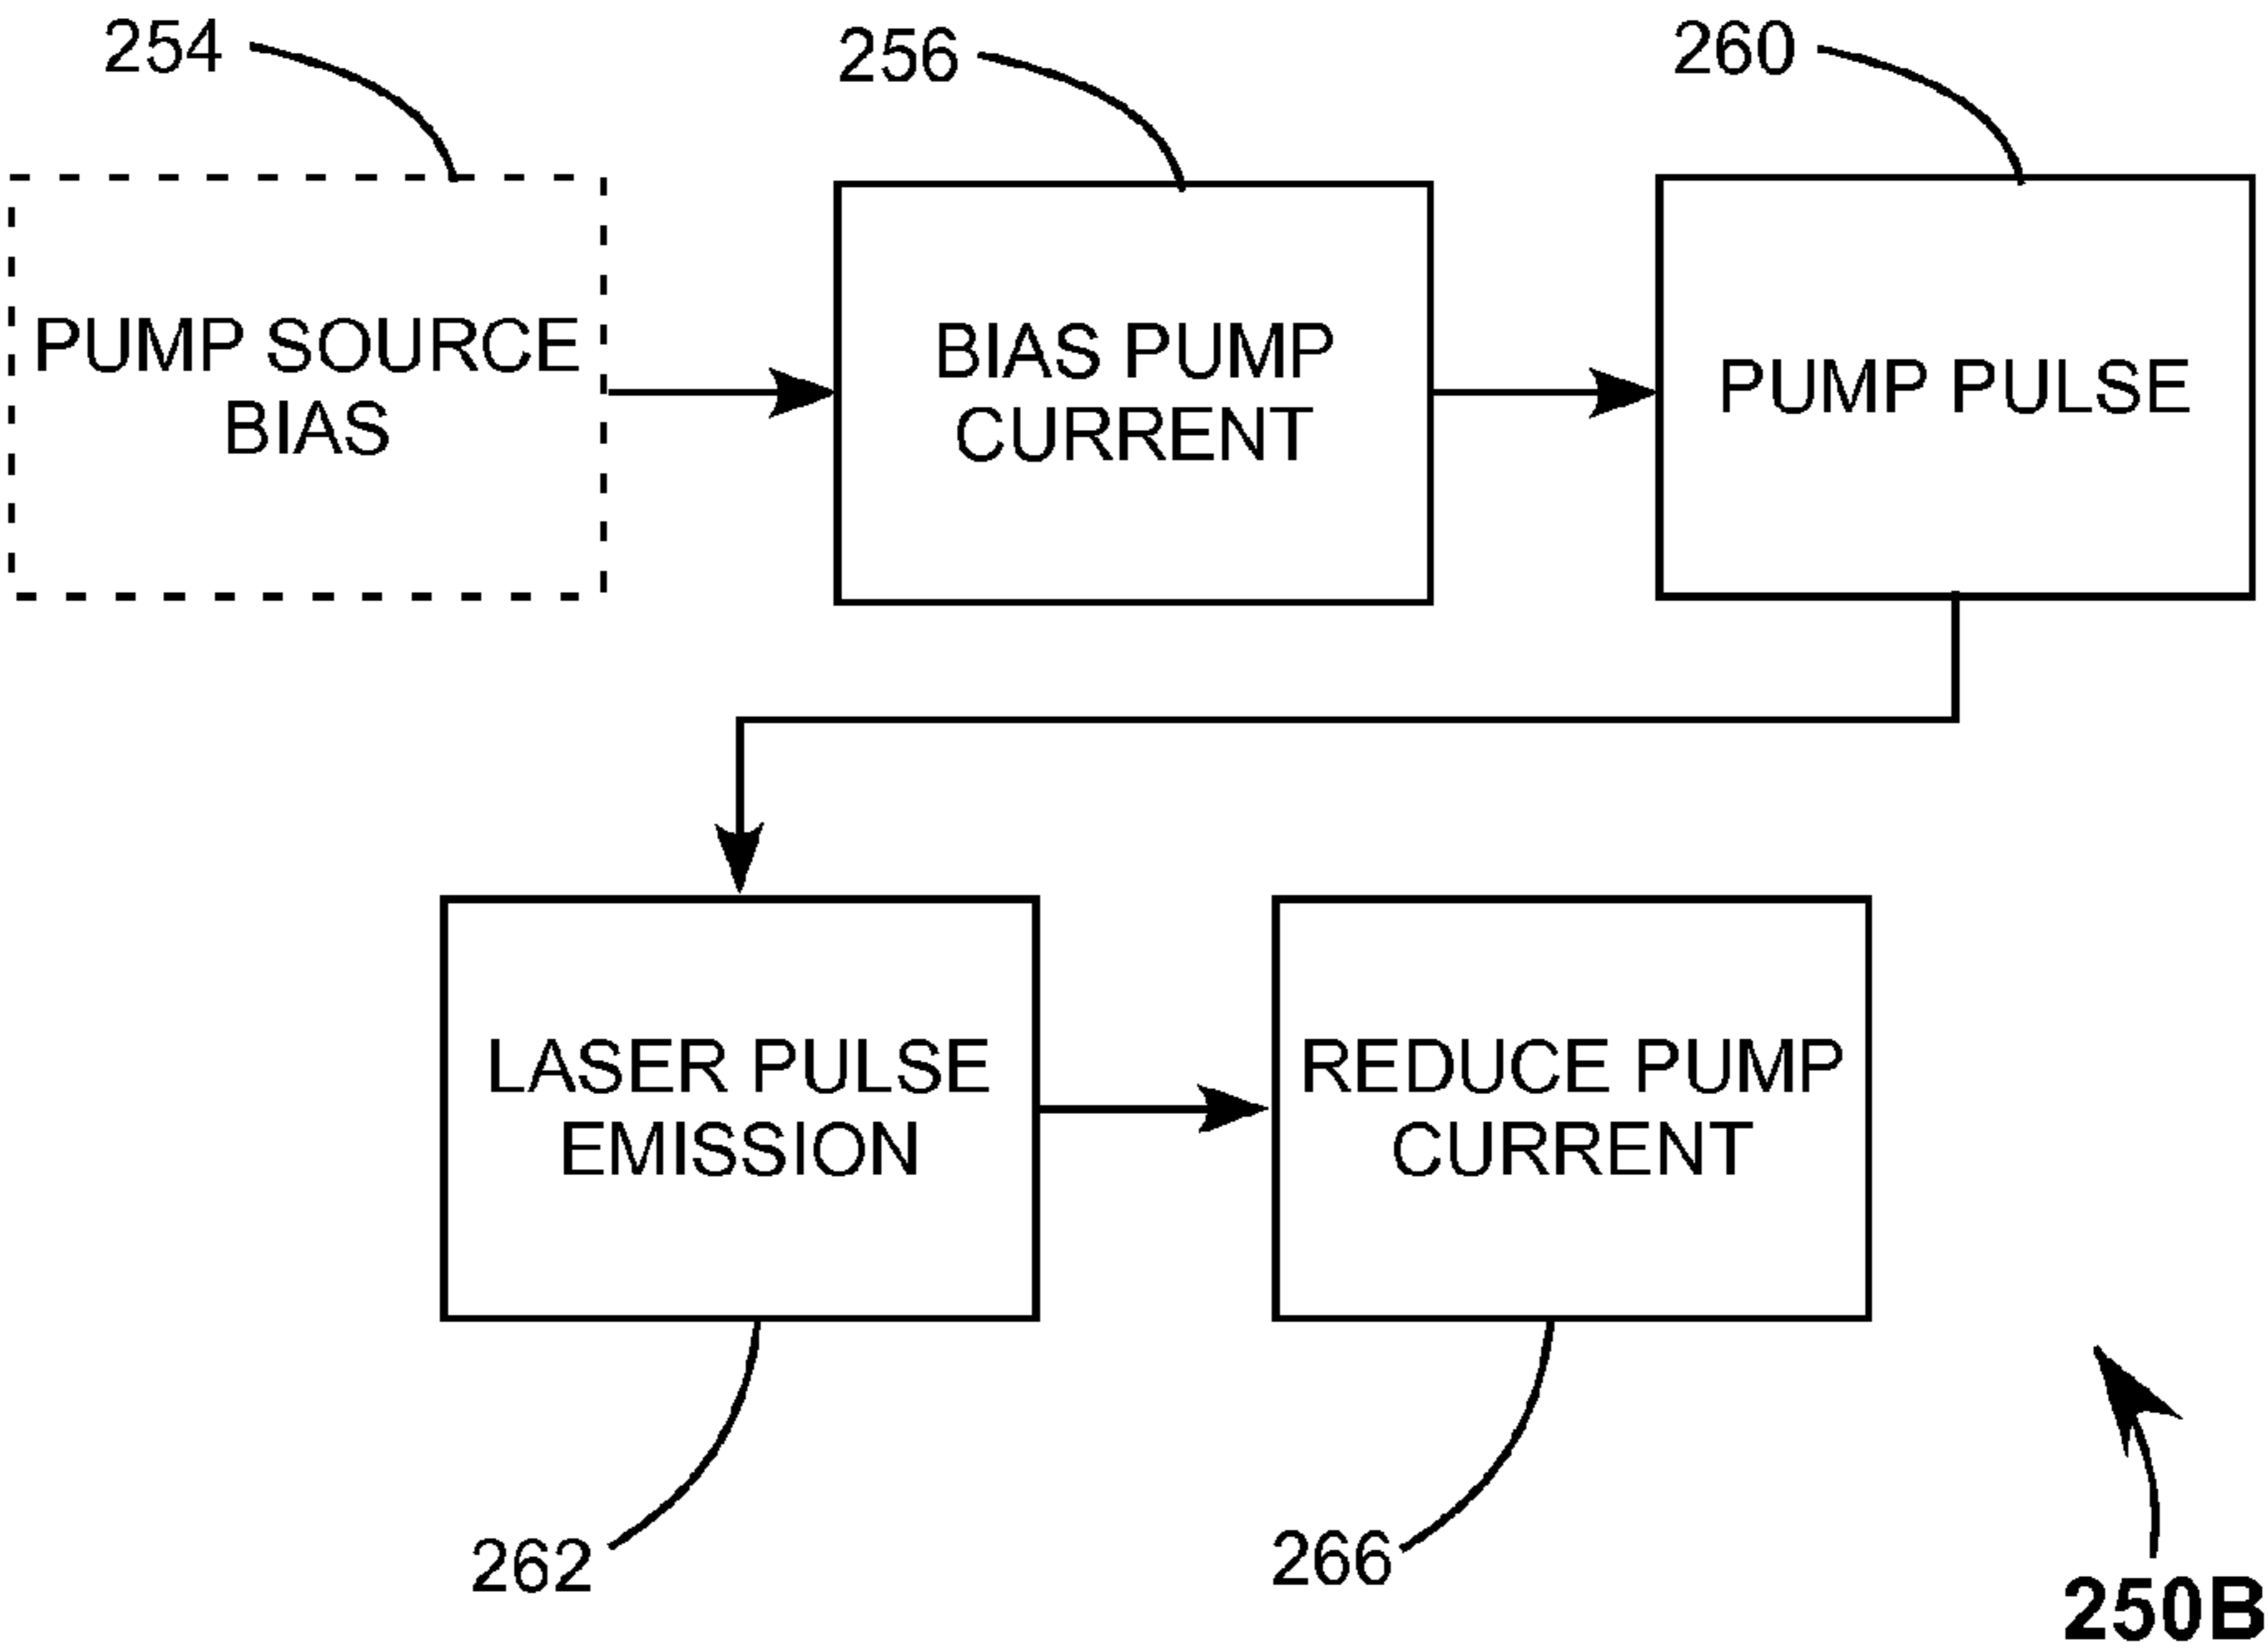 254
256
260
PUMP SOURCE
BIAS
BIAS PUMP
CURRENT
PUMP PULSE
LASER PULSE
EMISSION
REDUCE PUMP
CURRENT
262
266
250B